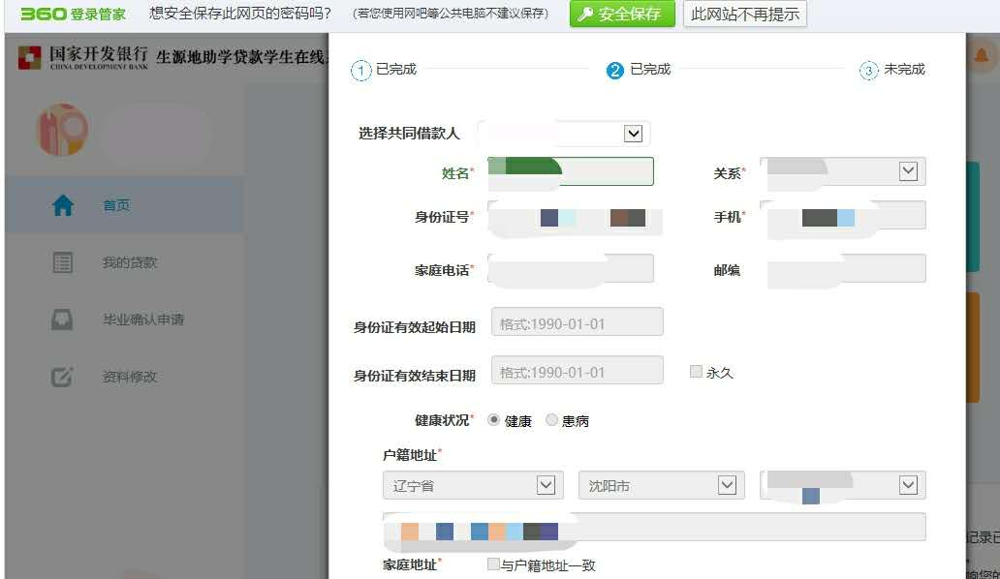 360登录管家 想安全保存此网页的密码吗? (若您使用网吧等公共电脑不建议保存) 安全保存 此网站不再提示
国家开发银行 生源地助学贷款学生在线
CHINA DEVELOPMENT BANK
1 已完成 2 已完成 3 未完成
选择共同借款人
姓名* 关系*
首页
身份证号* 手机*
我的贷款
家庭电话* 邮编
毕业确认申请
身份证有效起始日期 格式:1990-01-01
资料修改
身份证有效结束日期 格式:1990-01-01 永久
健康状况* 健康 患病
户籍地址*
辽宁省 沈阳市
记录已
家庭地址* 与户籍地址一致
响您的